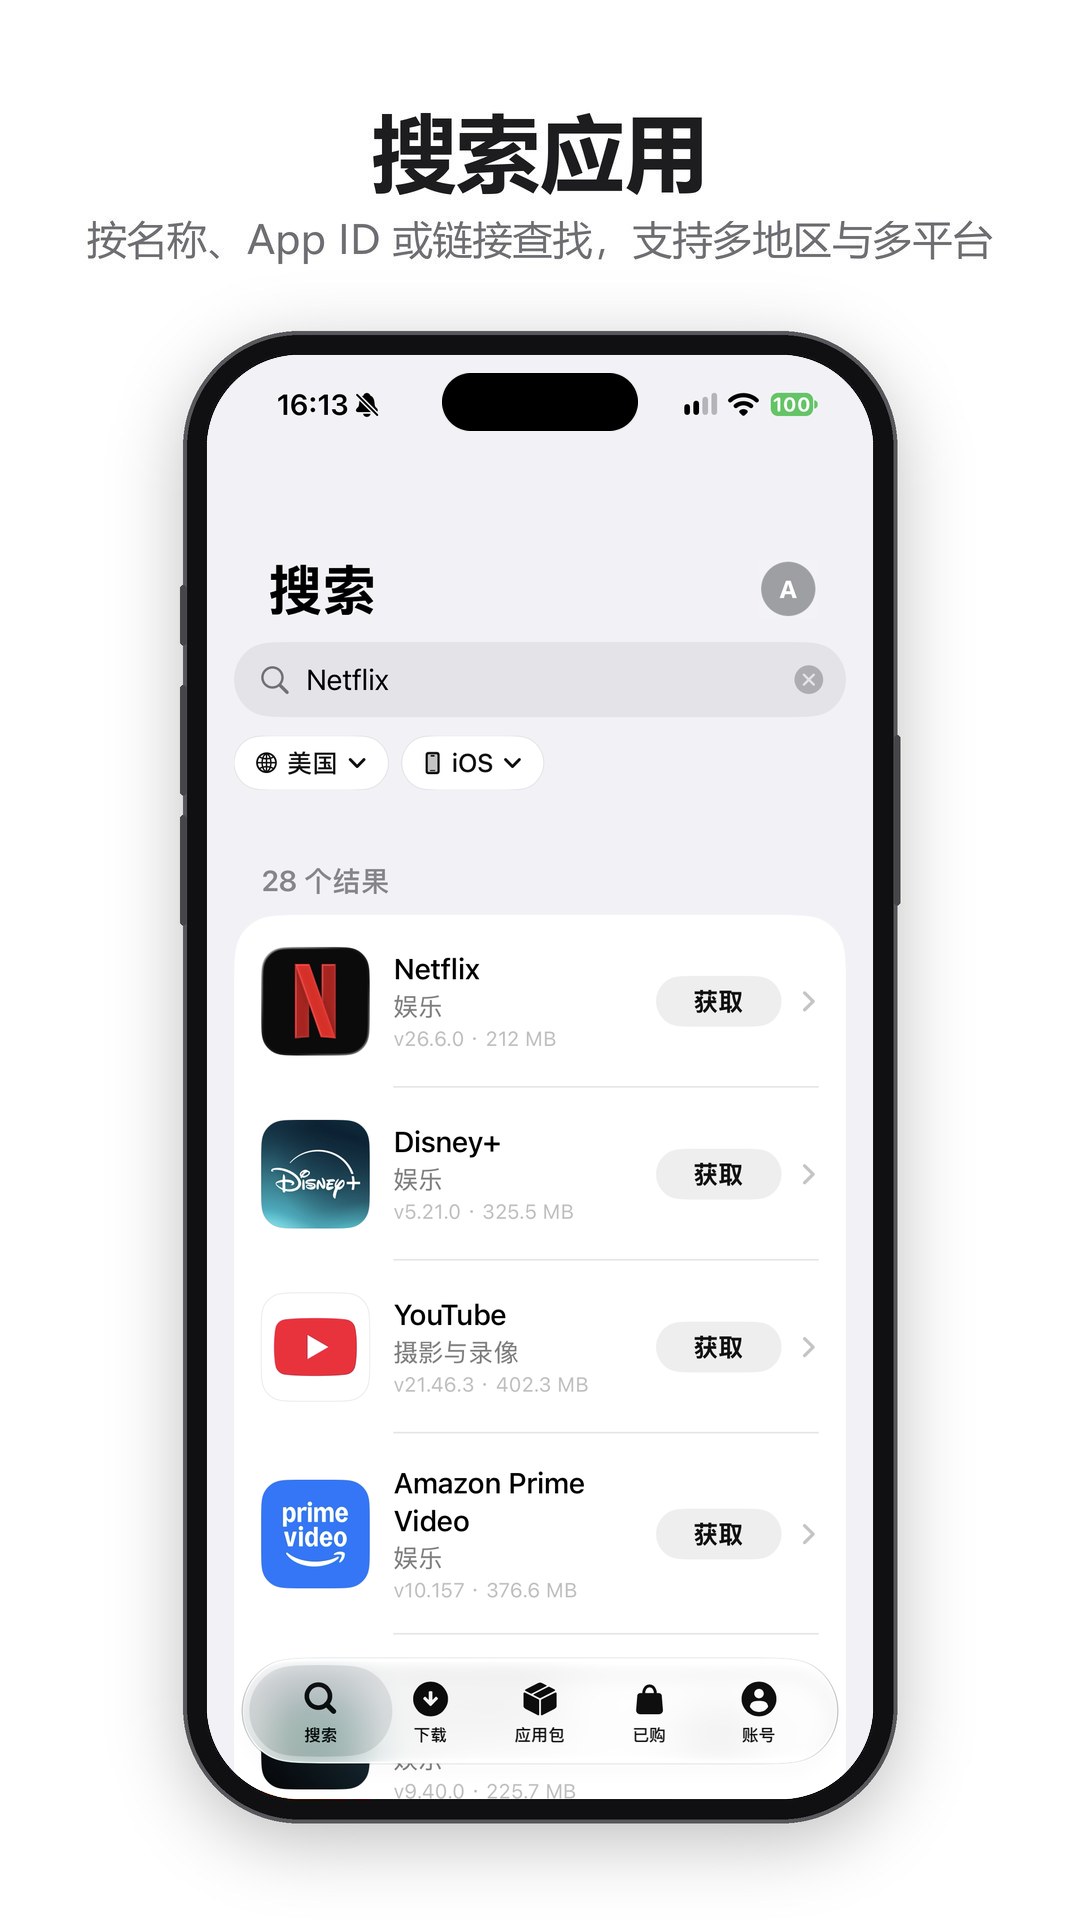 搜索应用
按名称、App ID 或链接查找，支持多地区与多平台
16:13
100
搜索
A
Netflix
美国
iOS
28 个结果
N
Netflix
娱乐
v26.6.0 · 212 MB
获取
Disney+
Disney+
娱乐
v5.21.0 · 325.5 MB
获取
YouTube
摄影与录像
v21.46.3 · 402.3 MB
获取
prime
video
Amazon Prime
Video
娱乐
v10.157 · 376.6 MB
获取
搜索
下载
应用包
已购
账号
娱乐
v9.40.0 · 225.7 MB